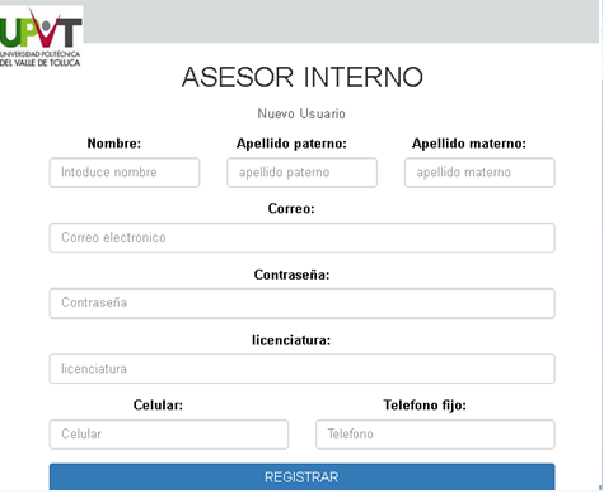 UPVT
UNIVERSIDAD POLITÉCNICA
DEL VALLE DE TOLUCA
ASESOR INTERNO
Nuevo Usuario
Nombre: Apellido paterno: Apellido materno:
Intoduce nombre apellido paterno apellido materno
Correo:
Correo electronico
Contraseña:
Contraseña
licenciatura:
licenciatura
Celular: Telefono fijo:
Celular Telefono
REGISTRAR